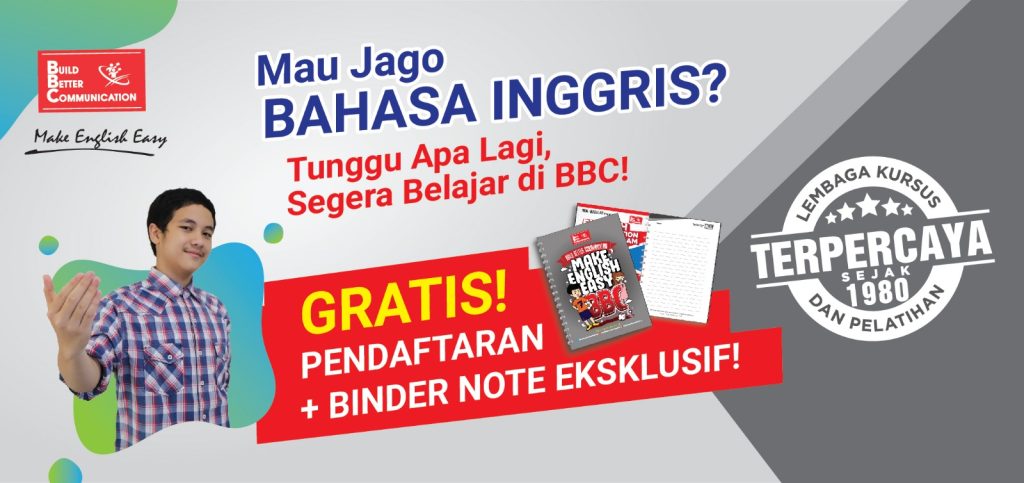 BUILD
BETTER
COMMUNICATION
Make English Easy
Mau Jago
BAHASA INGGRIS?
Tunggu Apa Lagi,
Segera Belajar di BBC!
GRATIS!
PENDAFTARAN
+ BINDER NOTE EKSKLUSIF!
MAKE
ENGLISH
EASY
BBC
LEMBAGA KURSUS
TERPERCAYA
SEJAK
1980
DAN PELATIHAN